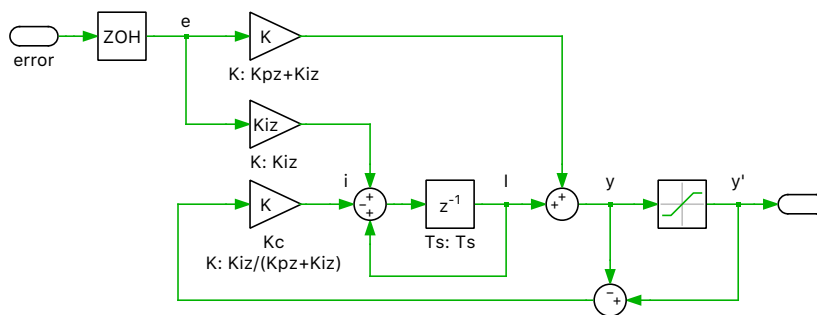 e
ZOH
K
error
K: Kpz+Kiz
Kiz
K: Kiz
i
I
y
y'
K
z⁻¹
Kc
Ts: Ts
K: Kiz/(Kpz+Kiz)